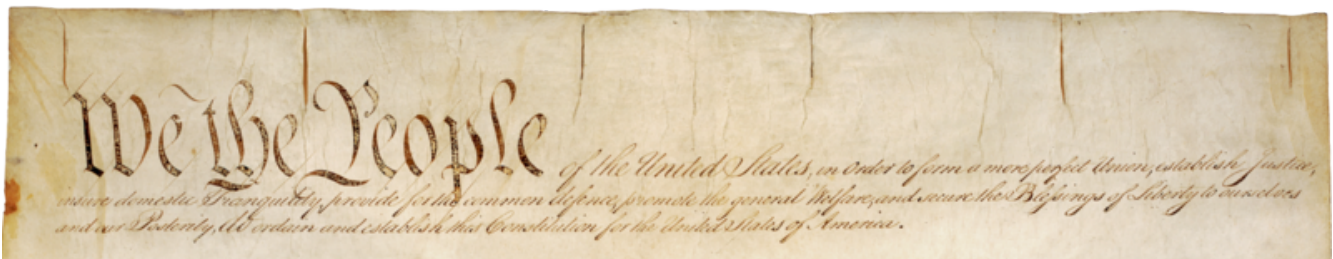 We the People of the United States, in Order to form a more perfect Union, establish Justice,
insure domestic Tranquility, provide for the common defence, promote the general Welfare, and secure the Blessings of Liberty to ourselves
and our Posterity, do ordain and establish this Constitution for the United States of America.